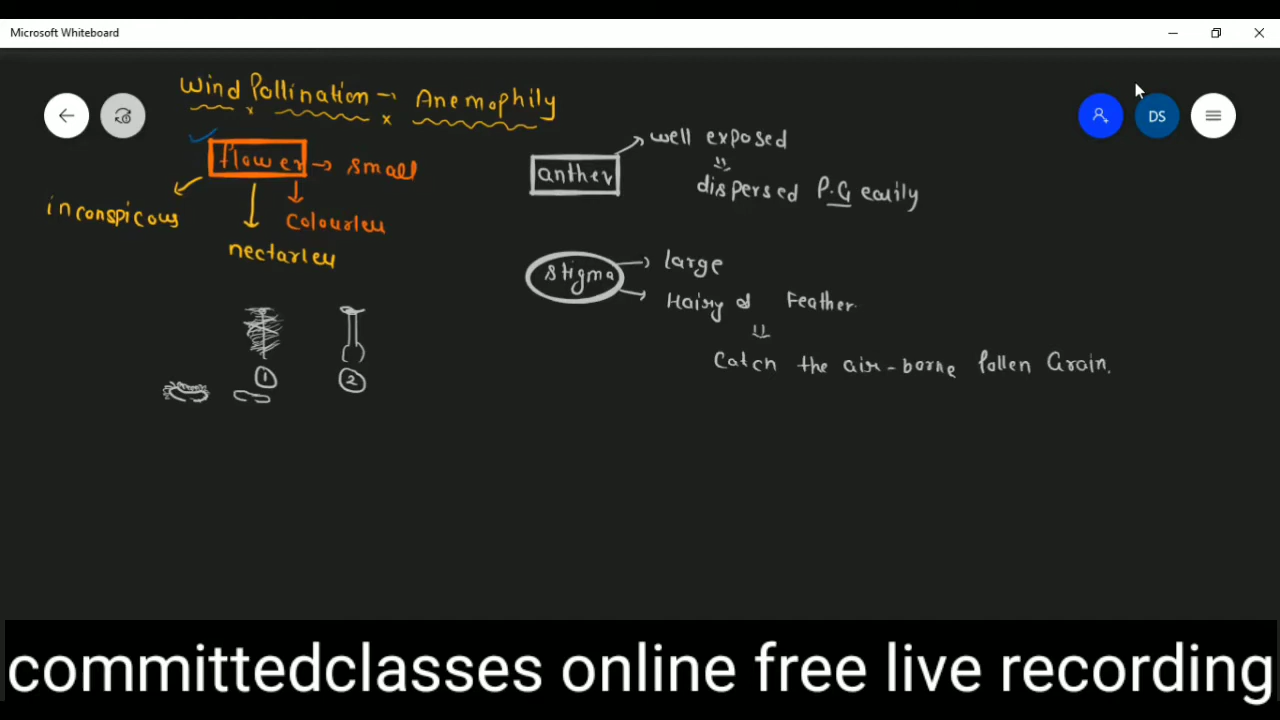 Microsoft Whiteboard
Wind Pollination → Anemophily
flower → small
inconspicous
Colourless
nectarless
anther → well exposed
dispersed P.G easily
DS
Stigma → large
Hairy & Feather
Catch the air-borne Pollen Grain.
1 2
committedclasses online free live recording